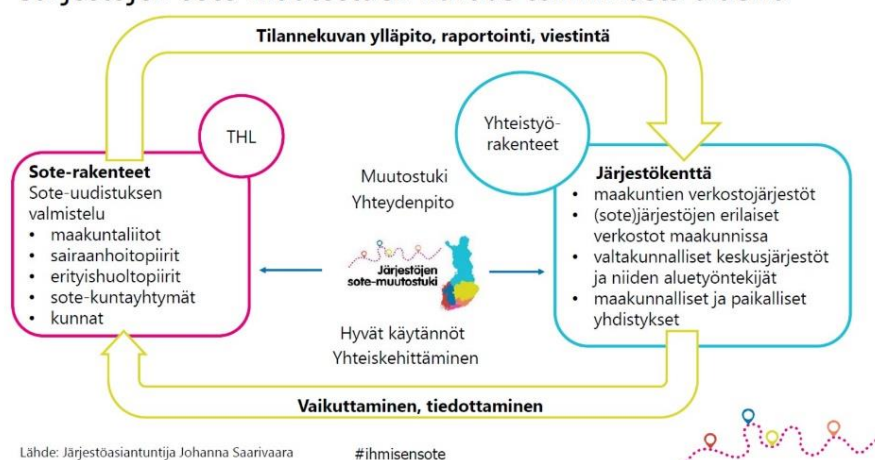 Tilannekuvan ylläpito, raportointi, viestintä
THL
Yhteistyö-
rakenteet
Sote-rakenteet
Sote-uudistuksen
valmistelu
• maakuntaliitot
• sairaanhoitopiirit
• erityishuoltopiirit
• sote-kuntayhtymät
• kunnat
Muutostuki
Yhteydenpito
Järjestöjen
sote-muutostuki
Hyvät käytännöt
Yhteiskehittäminen
Järjestökenttä
• maakuntien verkostojärjestöt
• (sote)järjestöjen erilaiset
verkostot maakunnissa
• valtakunnalliset keskusjärjestöt
ja niiden aluetyöntekijät
• maakunnalliset ja paikalliset
yhdistykset
Vaikuttaminen, tiedottaminen
Lähde: Järjestöasiantuntija Johanna Saarivaara
#ihmisensote